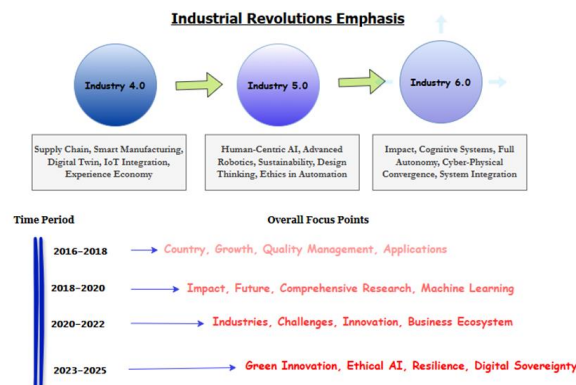 Industrial Revolutions Emphasis
Industry 4.0
Industry 5.0
Industry 6.0
Supply Chain, Smart Manufacturing,
Digital Twin, IoT Integration,
Experience Economy
Human-Centric AI, Advanced
Robotics, Sustainability, Design
Thinking, Ethics in Automation
Impact, Cognitive Systems, Full
Autonomy, Cyber-Physical
Convergence, System Integration
Time Period
Overall Focus Points
2016-2018
Country, Growth, Quality Management, Applications
2018-2020
Impact, Future, Comprehensive Research, Machine Learning
2020-2022
Industries, Challenges, Innovation, Business Ecosystem
2023-2025
Green Innovation, Ethical AI, Resilience, Digital Sovereignty